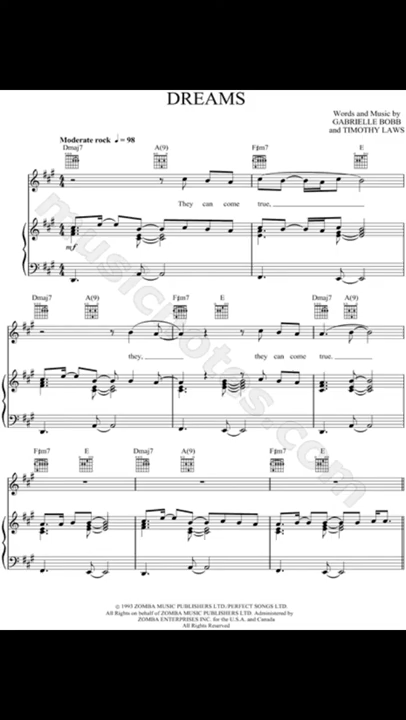 DREAMS
Words and Music by
GABRIELLE BOBB
and TIMOTHY LAWS
Moderate rock ♩ = 98
Dmaj7 A(9) F♯m7 E
They can come true,
mf
Dmaj7 A(9) F♯m7 E Dmaj7 A(9)
they, they can come true.
F♯m7 E Dmaj7 A(9) F♯m7 E
musicnotes.com
© 1993 ZOMBA MUSIC PUBLISHERS LTD./PERFECT SONGS LTD.
All Rights on behalf of ZOMBA MUSIC PUBLISHERS LTD. Administered by
ZOMBA ENTERPRISES INC. for the U.S.A. and Canada
All Rights Reserved